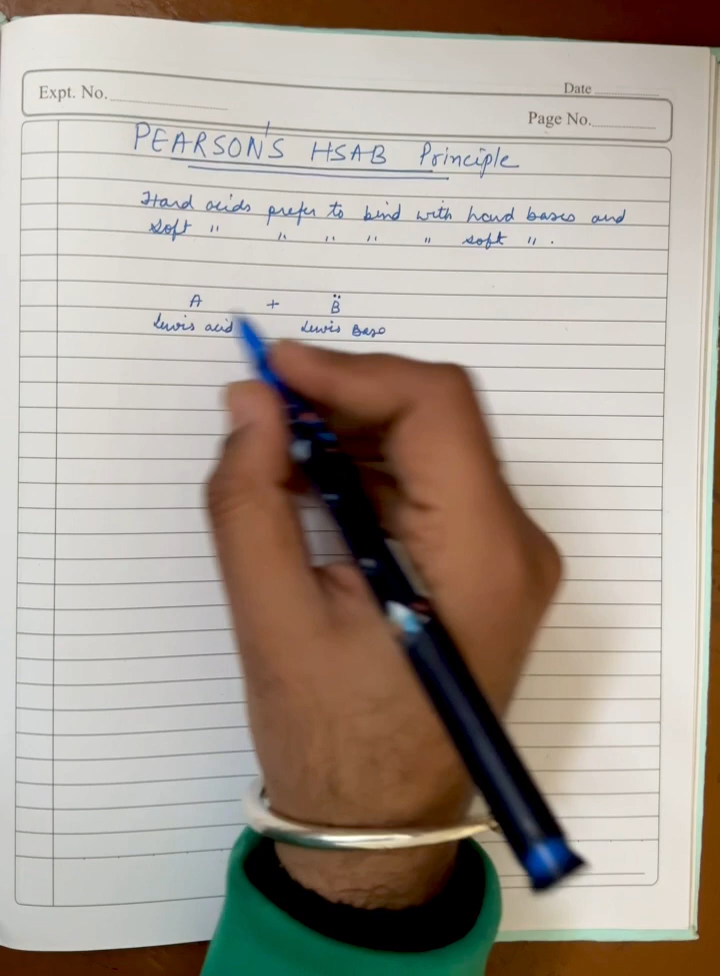 Expt. No.
Date
Page No.
PEARSON'S HSAB Principle
Hard acids prefer to bind with hard bases and
soft " " " " " soft " .
A + B̈
Lewis acid Lewis Base